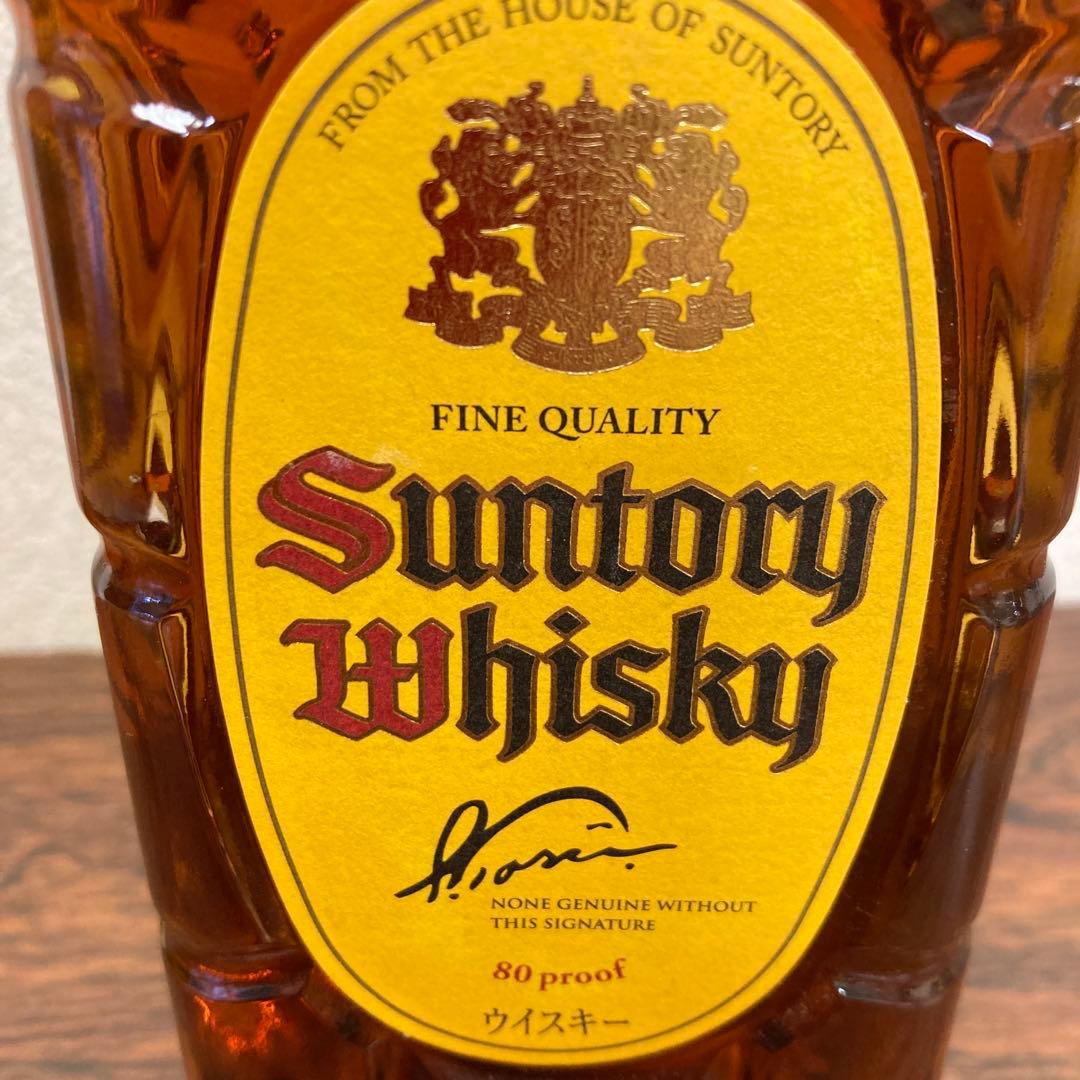 FROM THE HOUSE OF SUNTORY
SUNTORY
FINE QUALITY
Suntory
Whisky
NONE GENUINE WITHOUT
THIS SIGNATURE
80 proof
ウイスキー